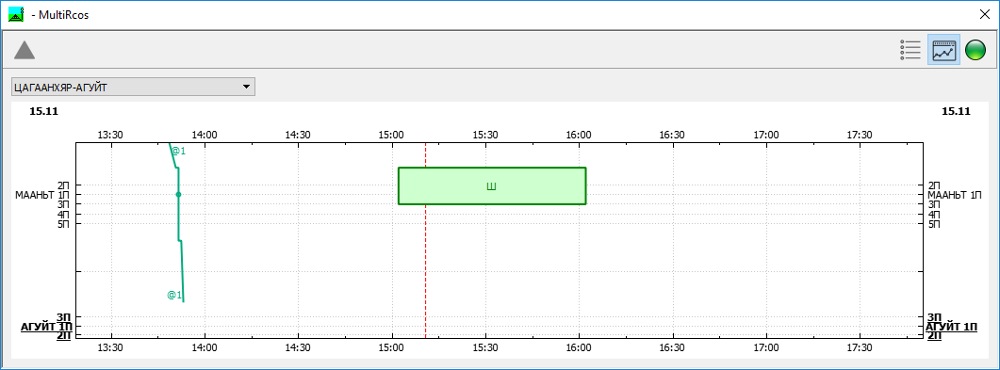 - MultiRcos
ЦАГААНХЯР-АГУЙТ
15.11 15.11
13:30 14:00 14:30 15:00 15:30 16:00 16:30 17:00 17:30
@1
2П Ш 2П
МААНЬТ 1П МААНЬТ 1П
3П 3П
4П 4П
5П 5П
@1
3П 3П
АГУЙТ 1П АГУЙТ 1П
2П 2П
13:30 14:00 14:30 15:00 15:30 16:00 16:30 17:00 17:30